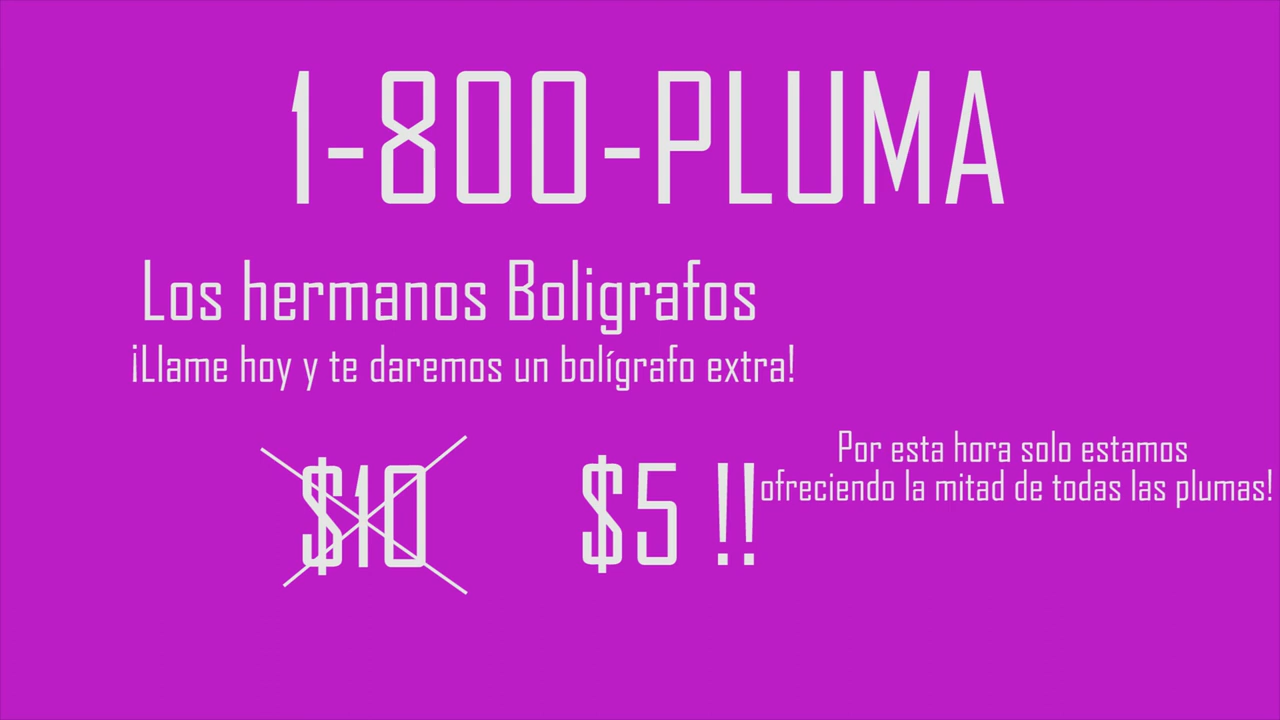 1-800-PLUMA
Los hermanos Boligrafos
¡Llame hoy y te daremos un bolígrafo extra!
$10
$5 !!
Por esta hora solo estamos
ofreciendo la mitad de todas las plumas!